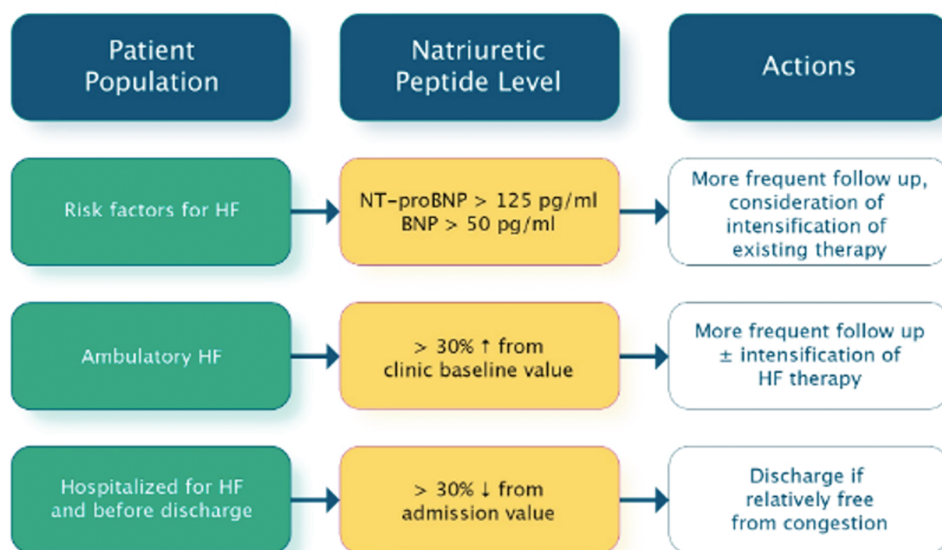 Patient
Population
Natriuretic
Peptide Level
Actions
Risk factors for HF
NT-proBNP > 125 pg/ml
BNP > 50 pg/ml
More frequent follow up,
consideration of
intensification of
existing therapy
Ambulatory HF
> 30% ↑ from
clinic baseline value
More frequent follow up
± intensification of
HF therapy
Hospitalized for HF
and before discharge
> 30% ↓ from
admission value
Discharge if
relatively free
from congestion